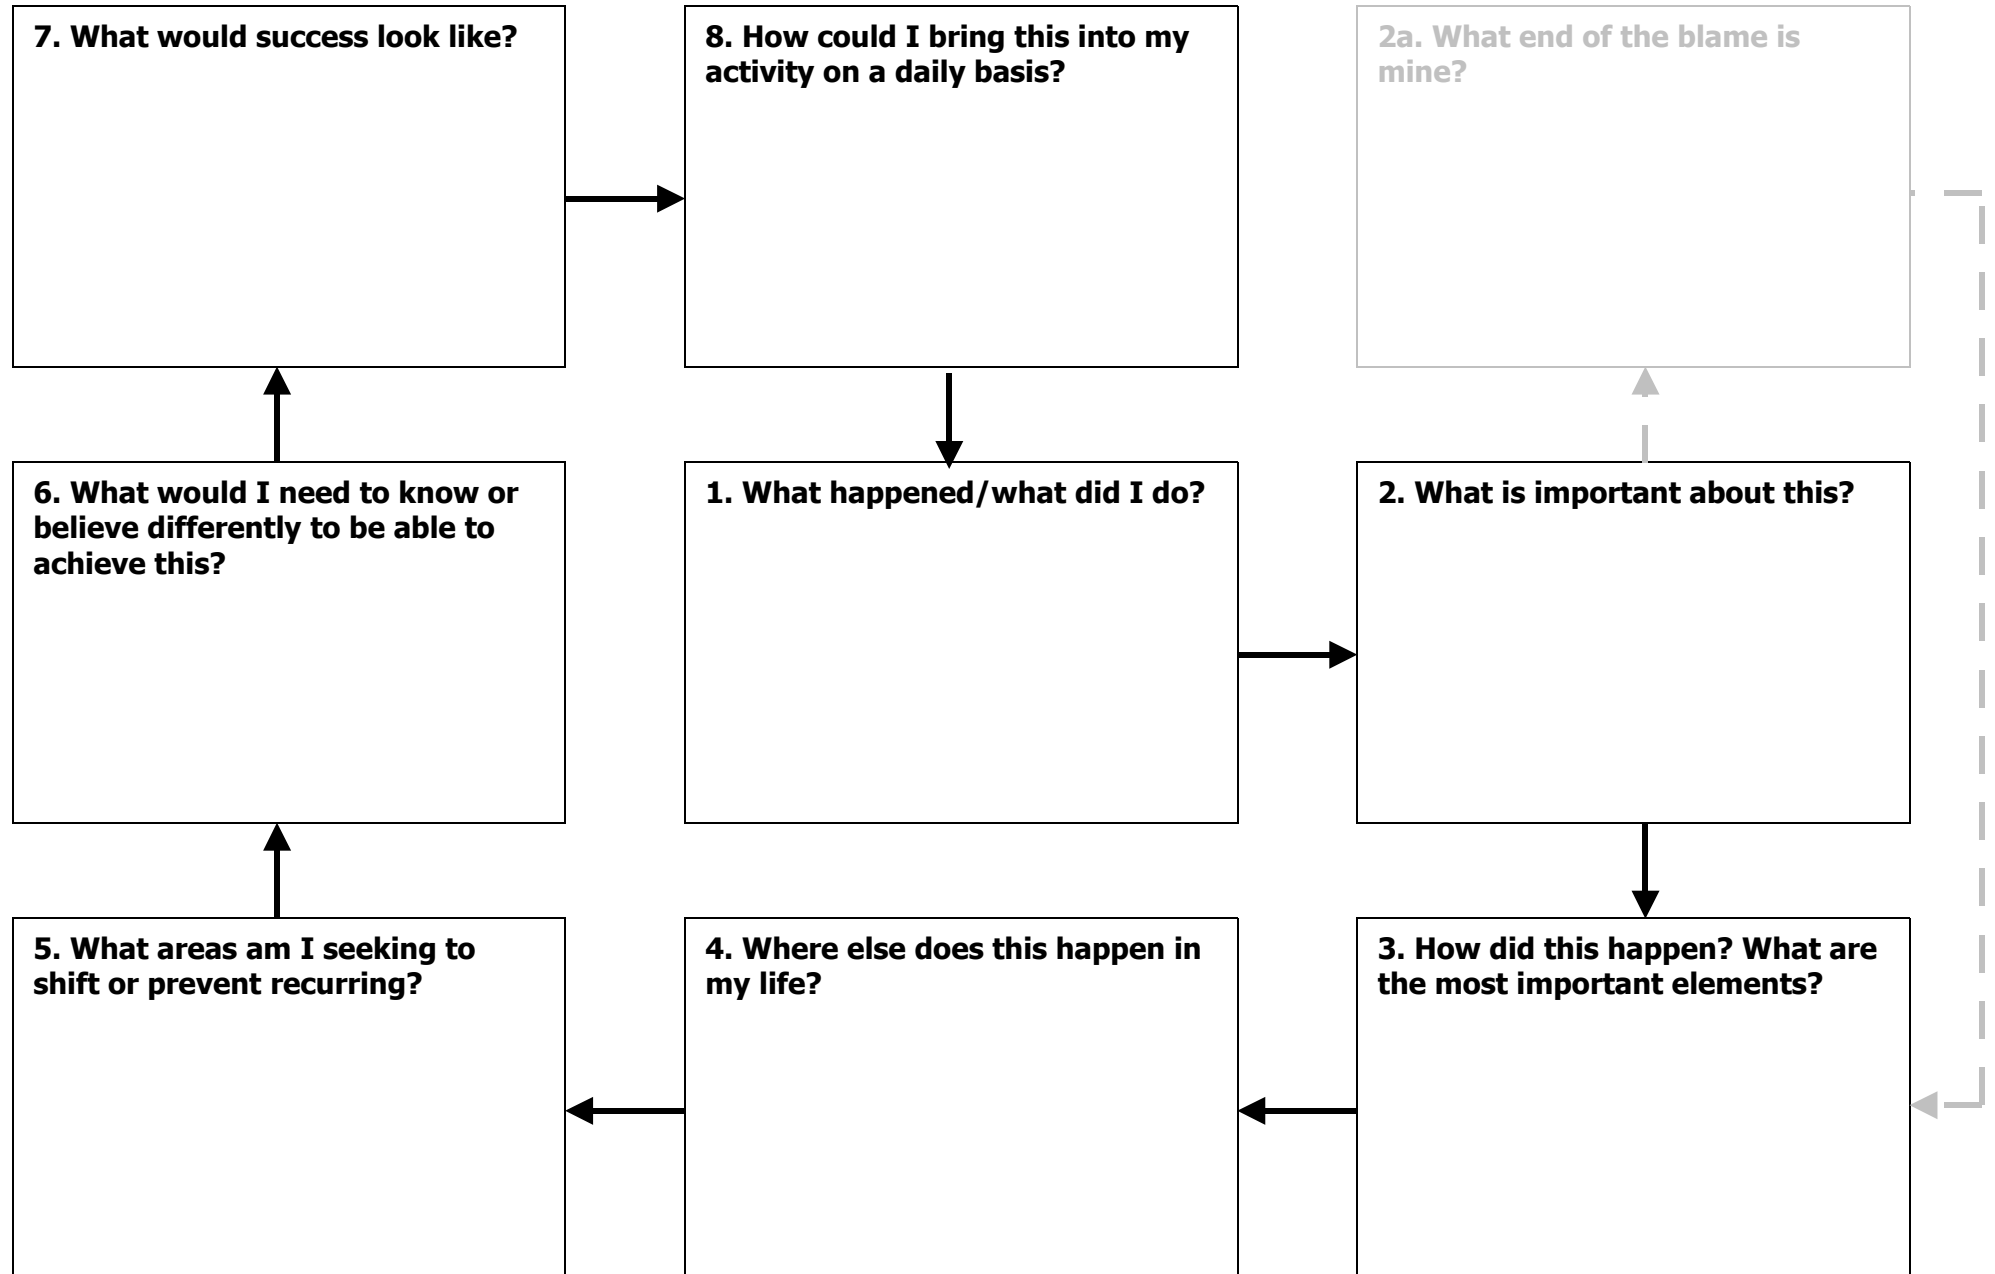 7. What would success look like?
8. How could I bring this into my
activity on a daily basis?
2a. What end of the blame is
mine?
6. What would I need to know or
believe differently to be able to
achieve this?
1. What happened/what did I do?
2. What is important about this?
5. What areas am I seeking to
shift or prevent recurring?
4. Where else does this happen in
my life?
3. How did this happen? What are
the most important elements?